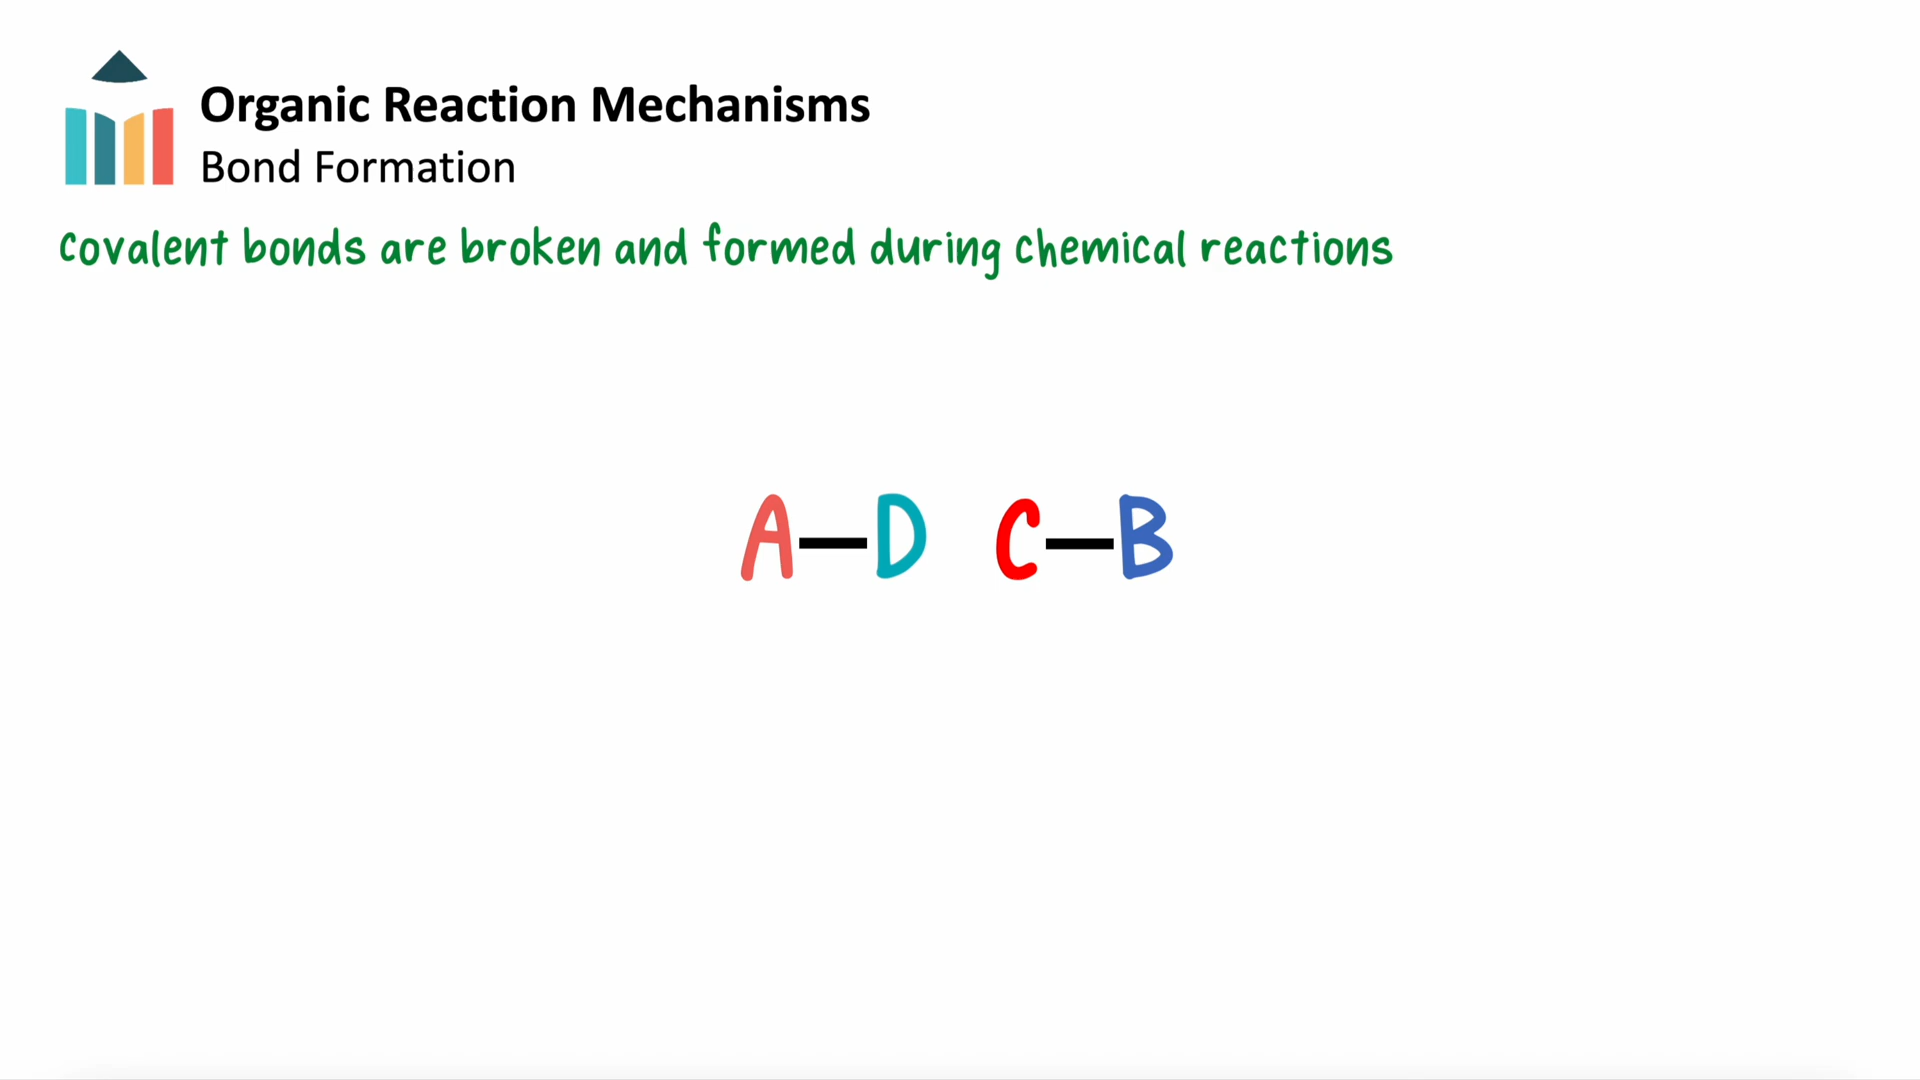 Organic Reaction Mechanisms
Bond Formation
covalent bonds are broken and formed during chemical reactions
A—D C—B